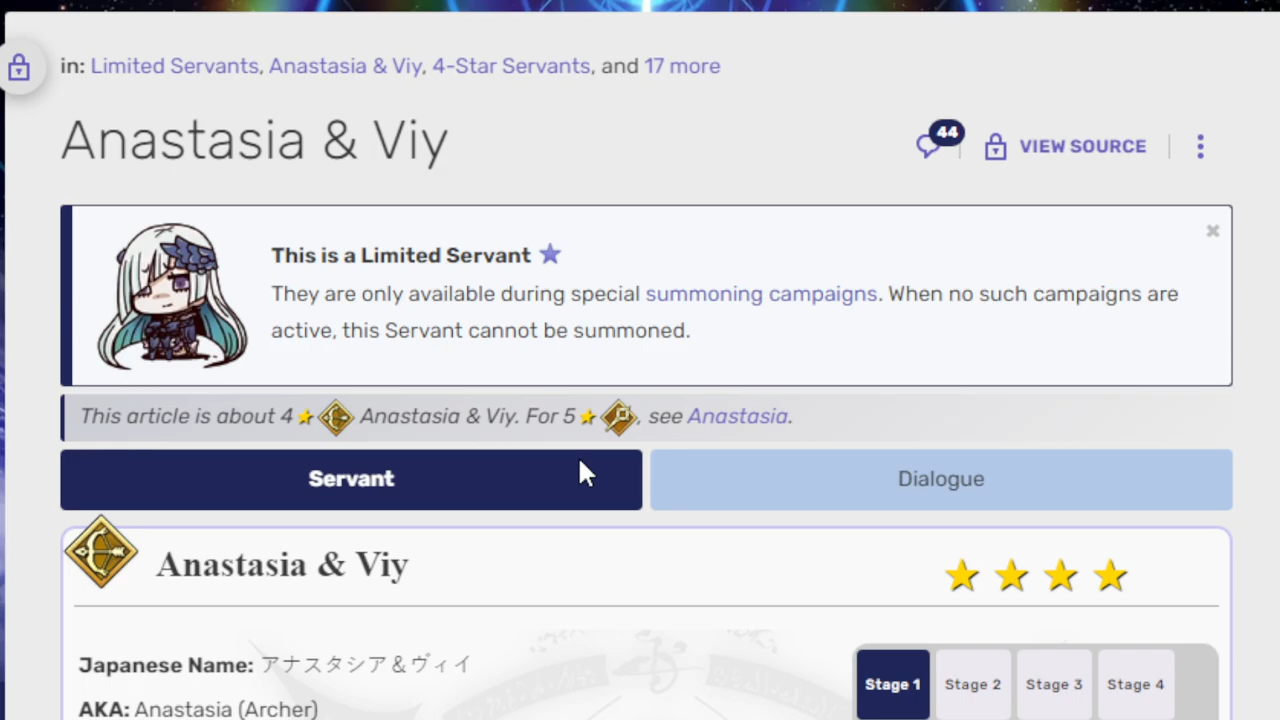 in: Limited Servants, Anastasia & Viy, 4-Star Servants, and 17 more
Anastasia & Viy
44
VIEW SOURCE
This is a Limited Servant
They are only available during special summoning campaigns. When no such campaigns are
active, this Servant cannot be summoned.
This article is about 4 Anastasia & Viy. For 5 , see Anastasia.
Servant
Dialogue
Anastasia & Viy
Japanese Name: アナスタシア＆ヴィイ
AKA: Anastasia (Archer)
Stage 1
Stage 2
Stage 3
Stage 4